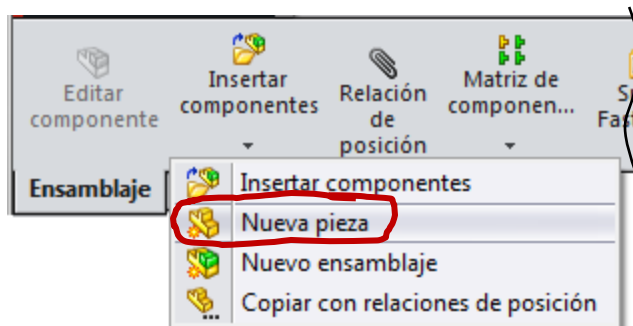 Editar
componente
Insertar
componentes
Relación
de
posición
Matriz de
componen...
Ensamblaje
Insertar componentes
Nueva pieza
Nuevo ensamblaje
Copiar con relaciones de posición